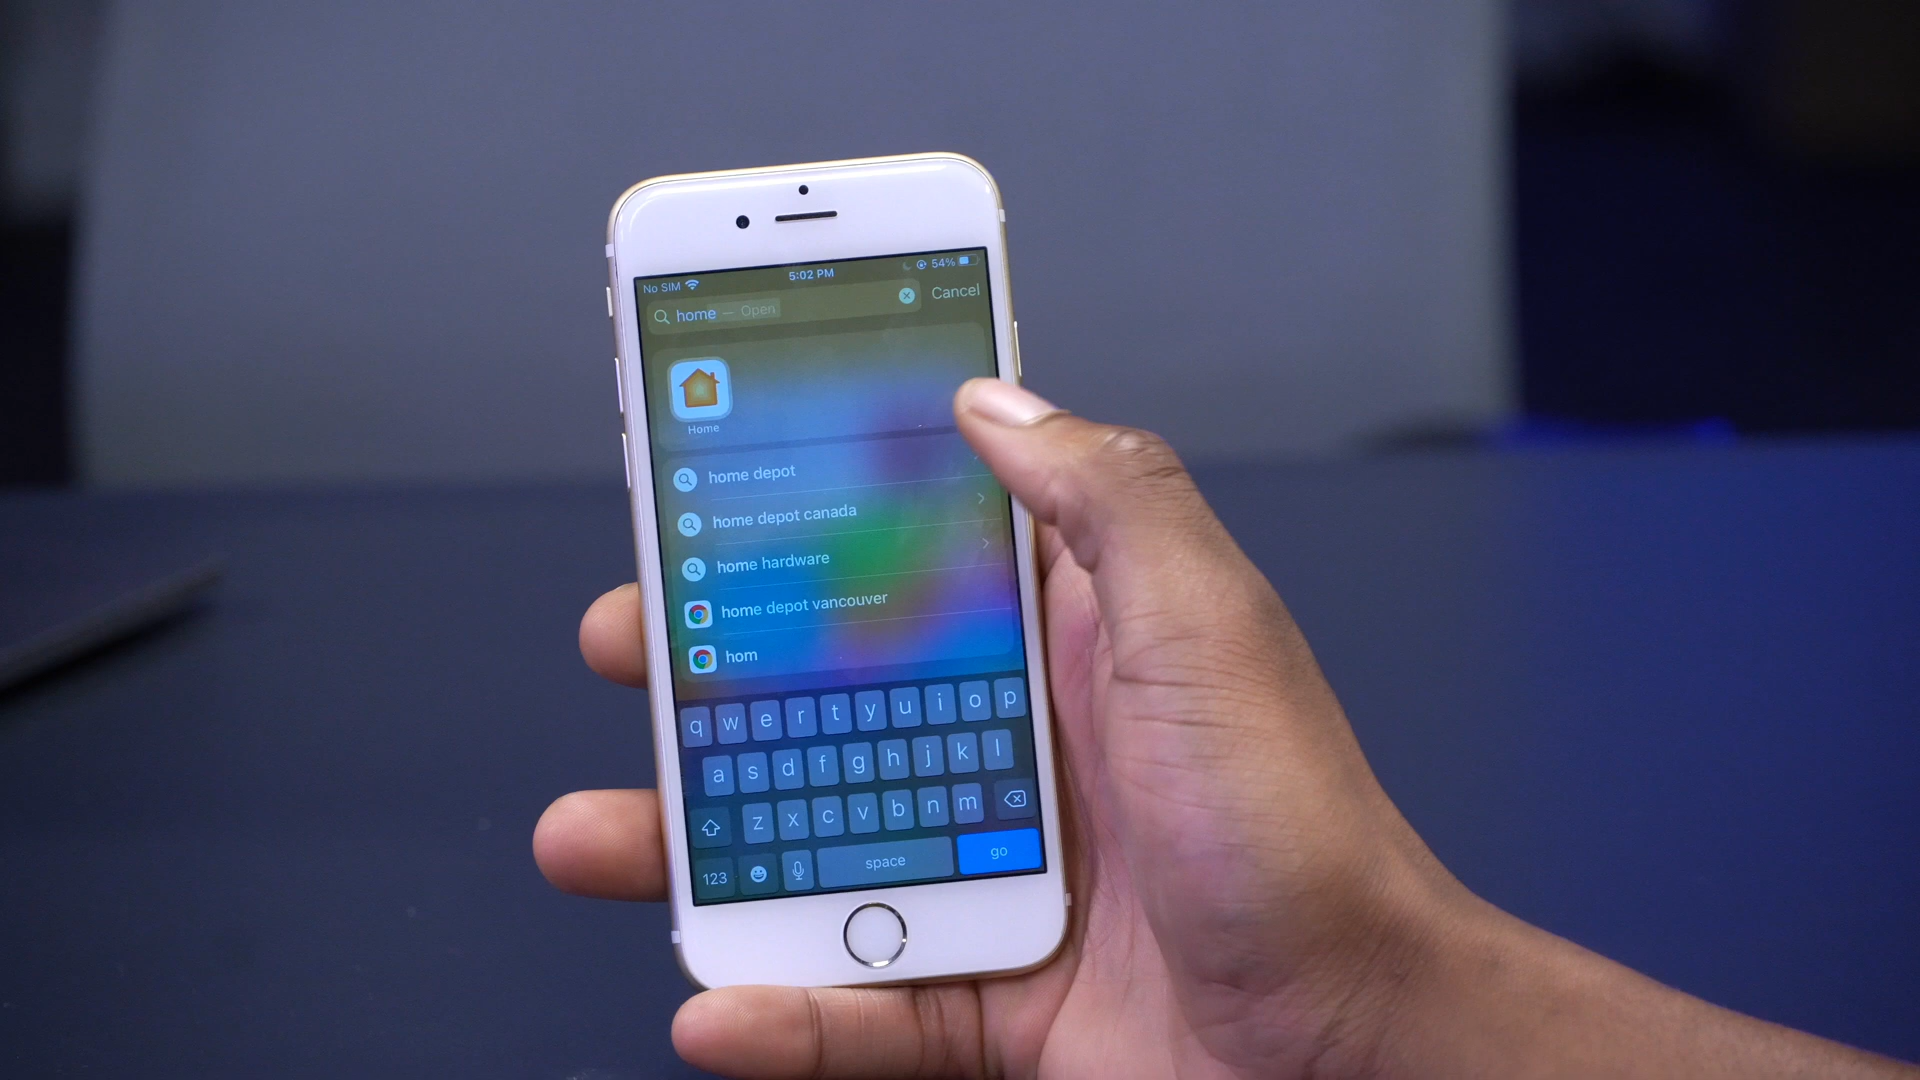 No SIM 5:02 PM 54%
home — Open Cancel
Home
home depot
home depot canada
home hardware
home depot vancouver
hom
q w e r t y u i o p
a s d f g h j k l
z x c v b n m
123 space go